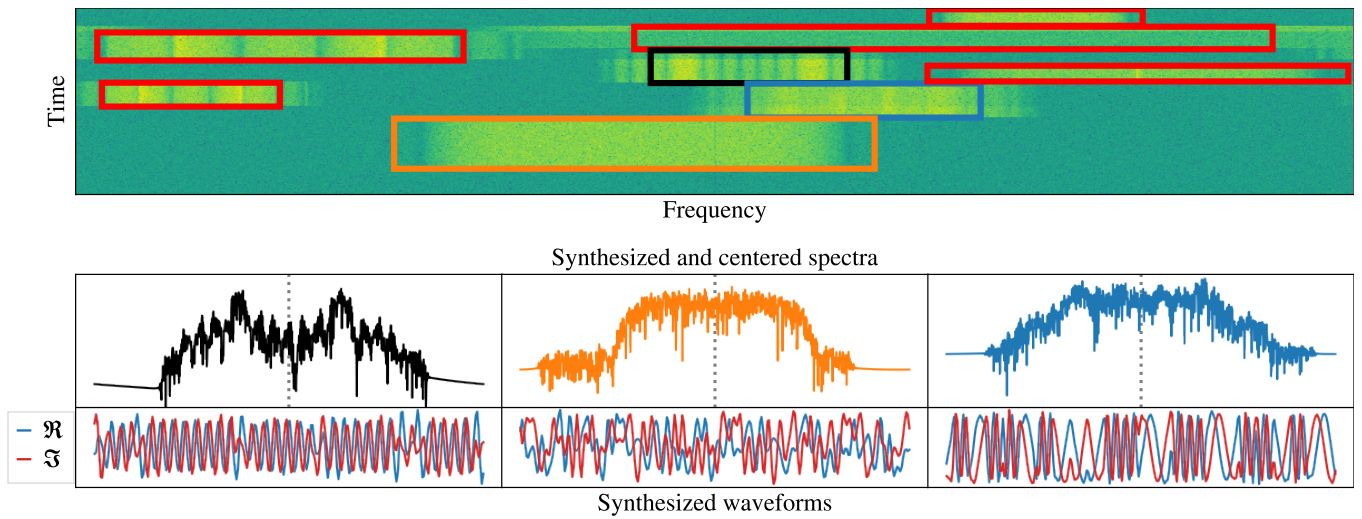 Time
Frequency
Synthesized and centered spectra
ℜ
ℑ
Synthesized waveforms